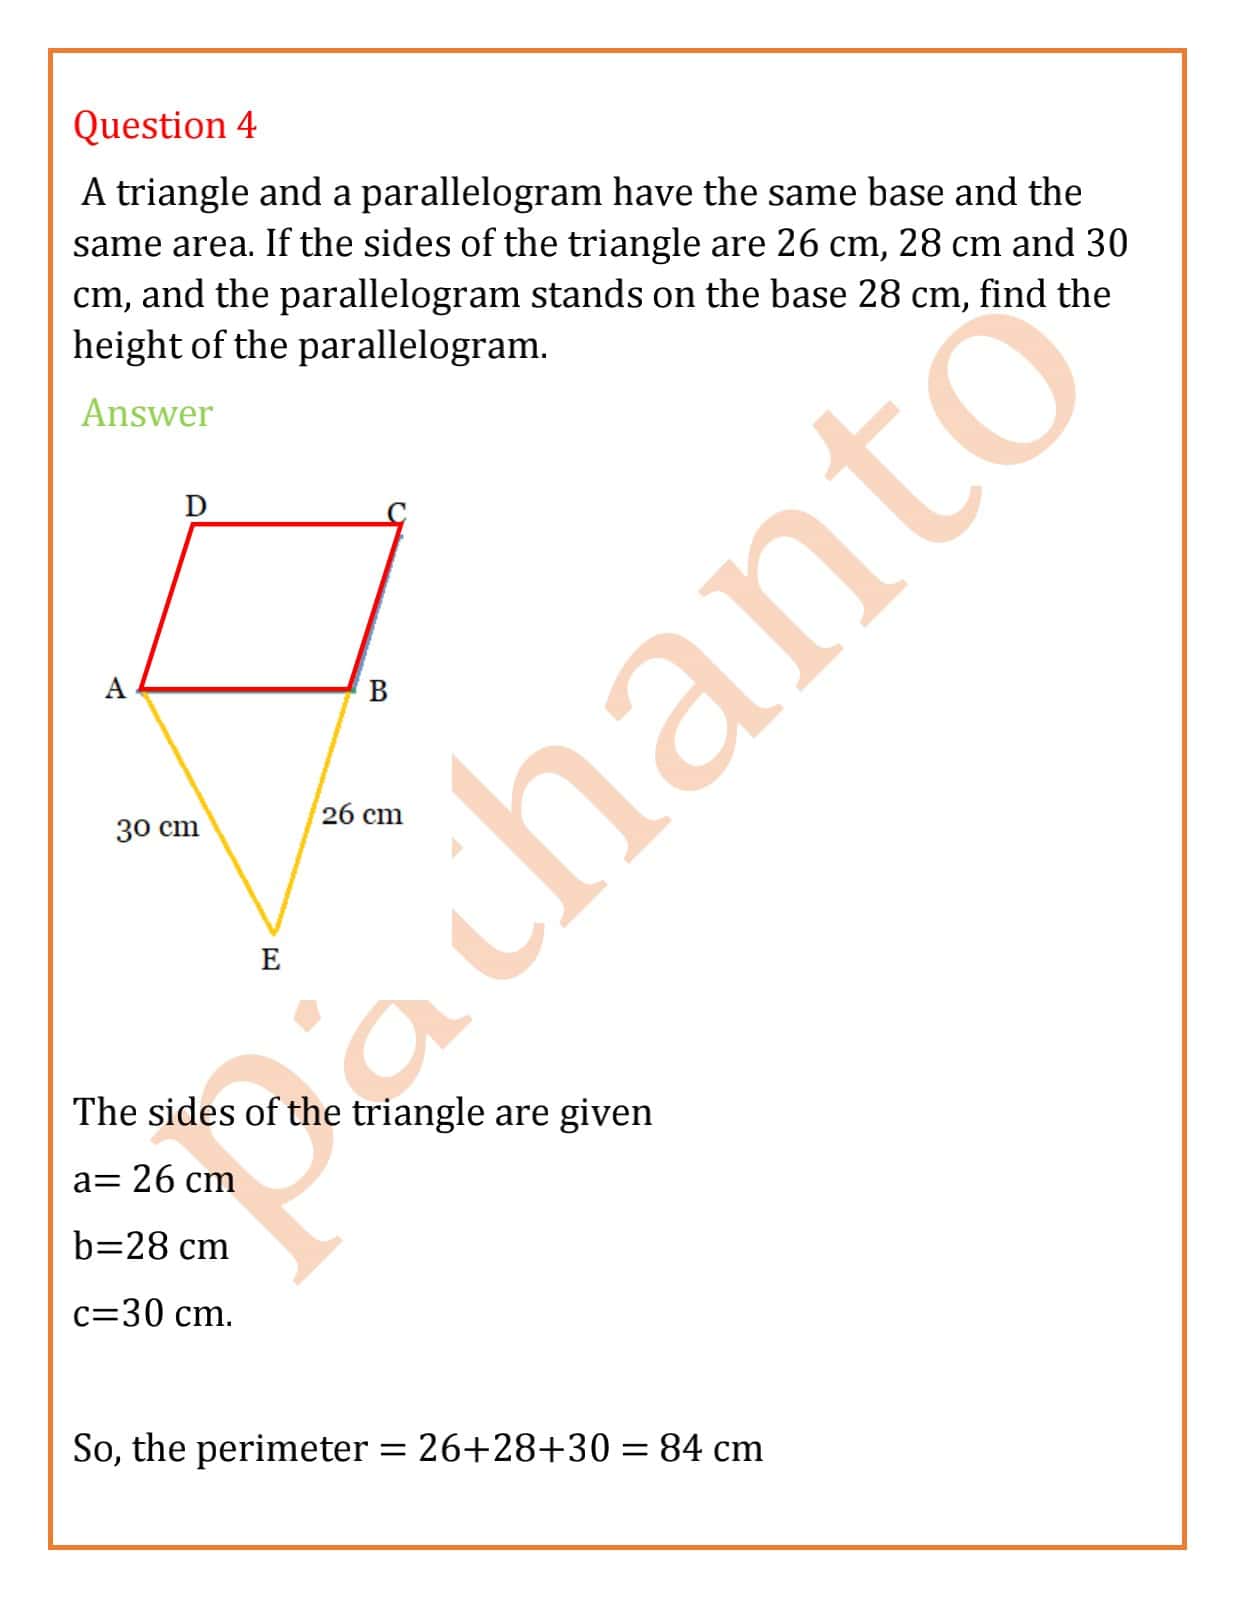 Question 4
A triangle and a parallelogram have the same base and the
same area. If the sides of the triangle are 26 cm, 28 cm and 30
cm, and the parallelogram stands on the base 28 cm, find the
height of the parallelogram.
Answer
D
C
A
B
30 cm
26 cm
E
pathanto
The sides of the triangle are given
a= 26 cm
b=28 cm
c=30 cm.
So, the perimeter = 26+28+30 = 84 cm